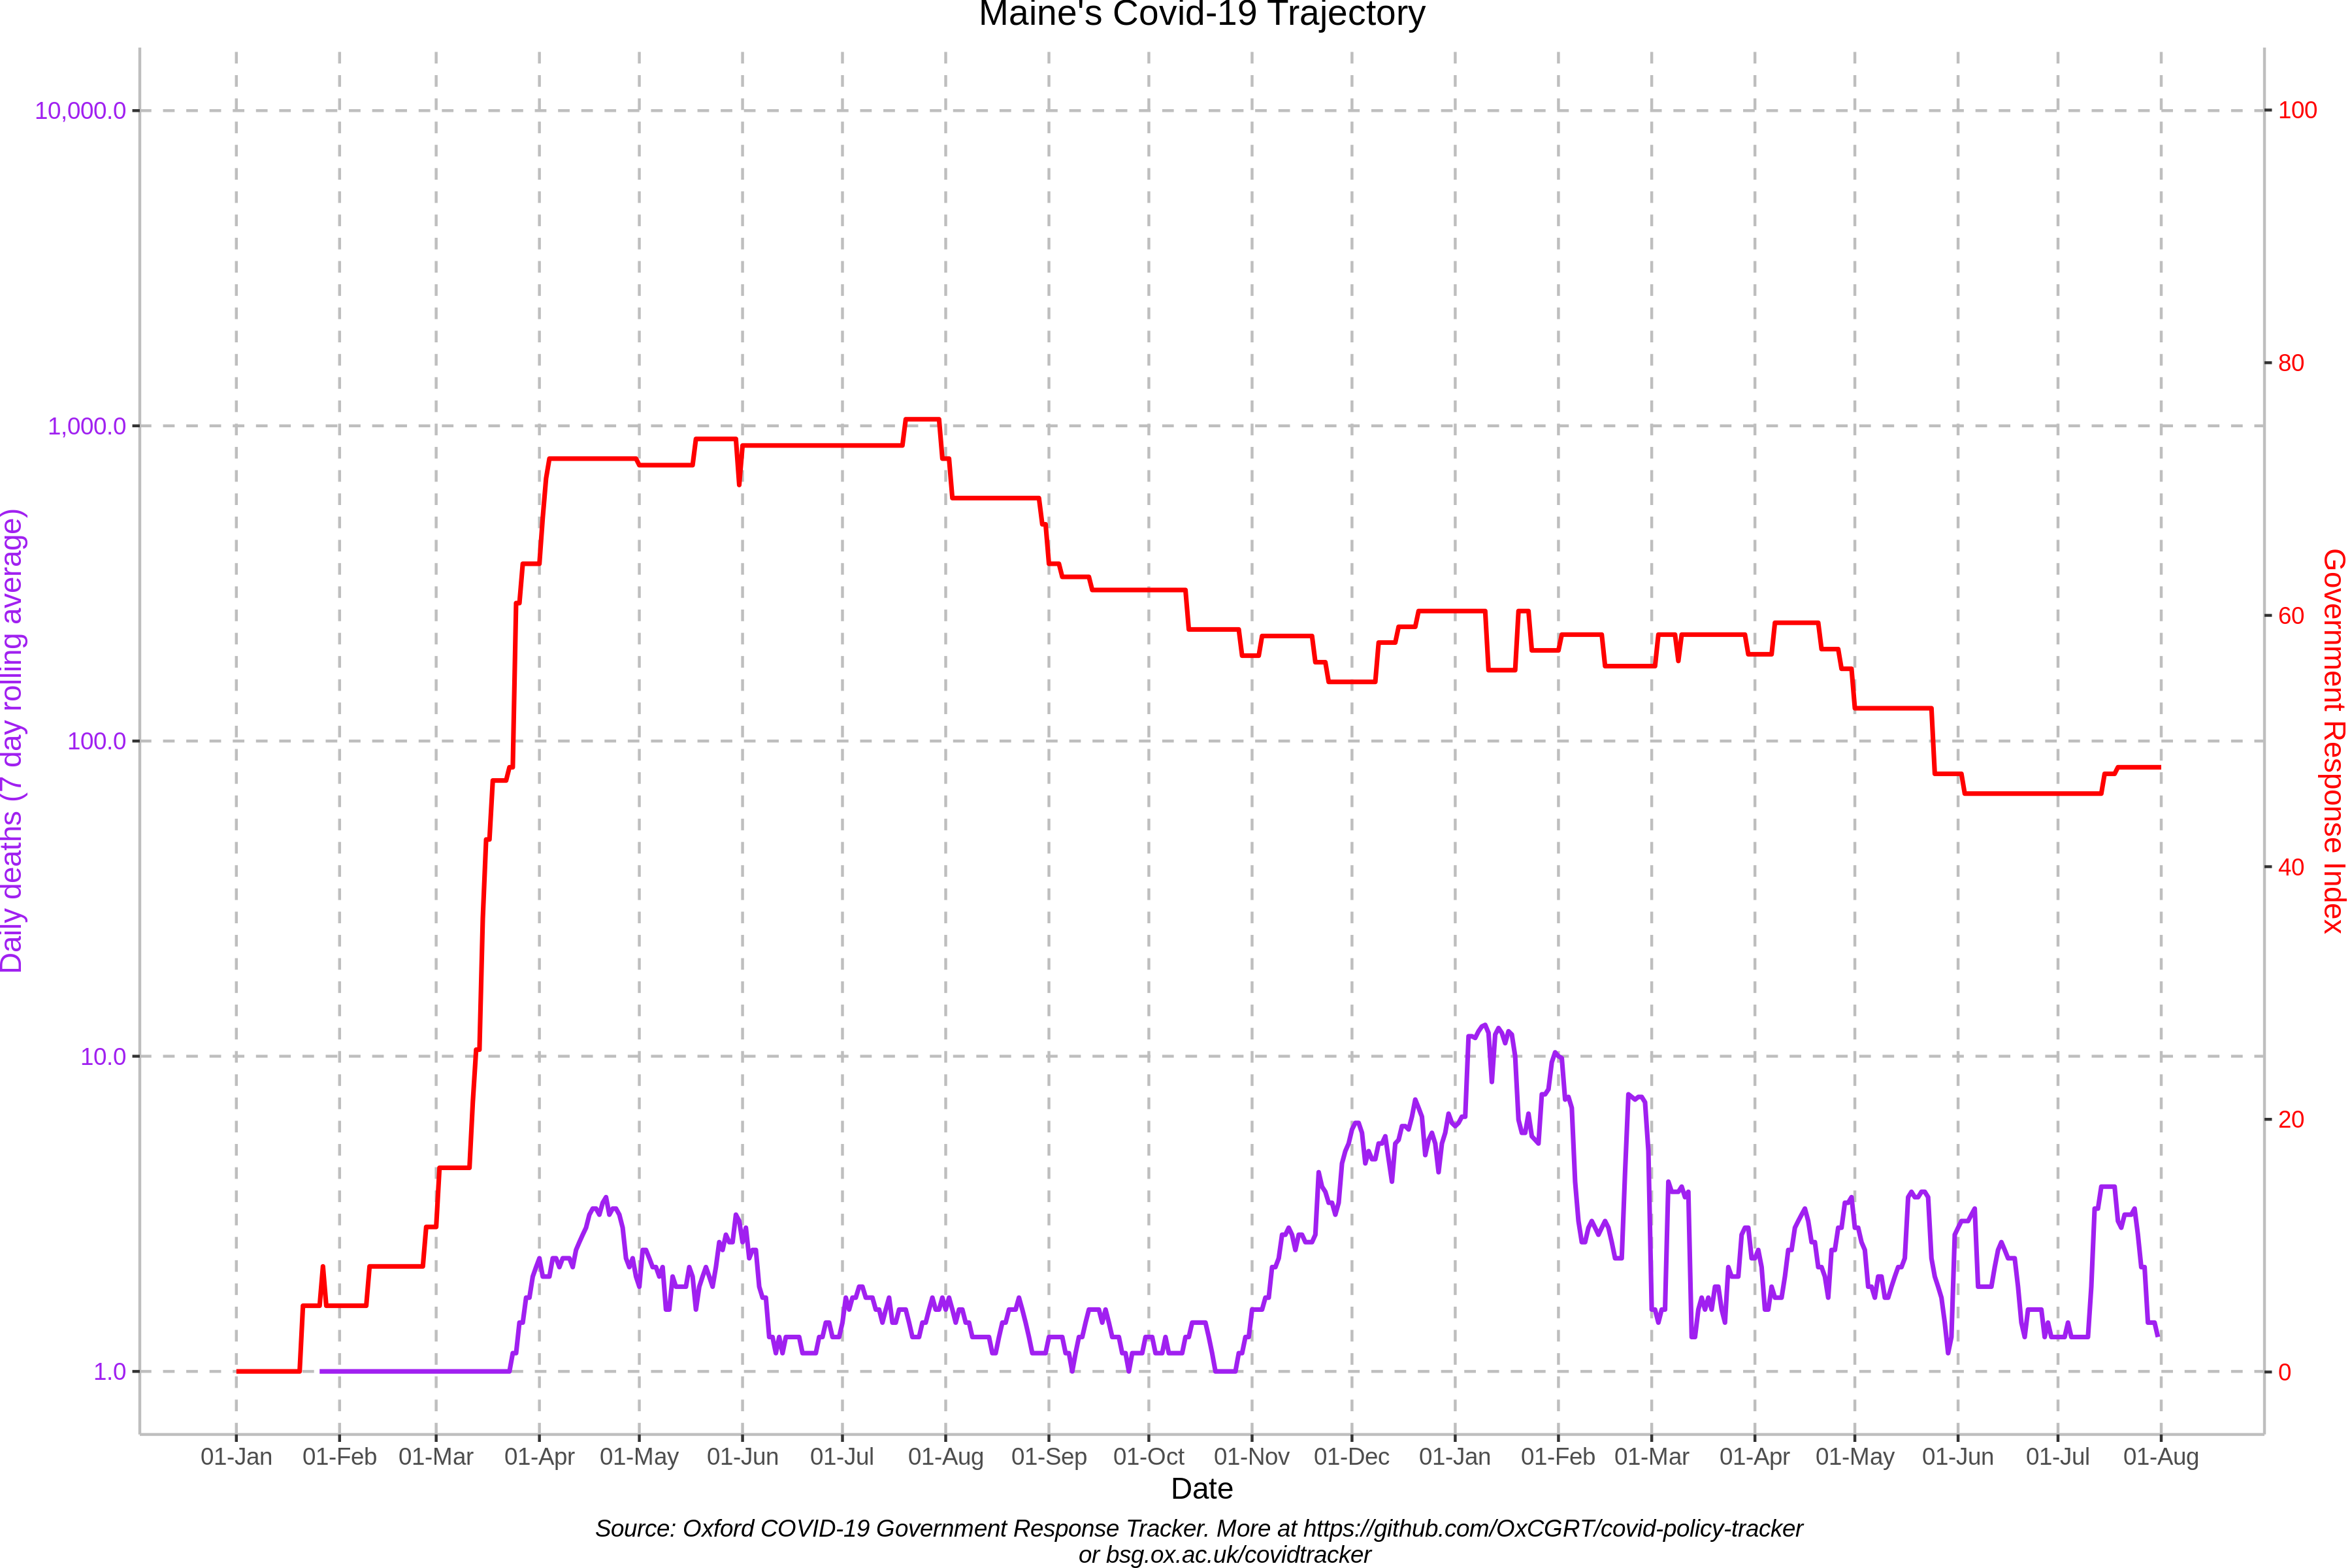 Maine's Covid-19 Trajectory
10,000.0
1,000.0
100.0
10.0
1.0
Daily deaths (7 day rolling average)
100
80
60
40
20
0
Government Response Index
01-Jan 01-Feb 01-Mar 01-Apr 01-May 01-Jun 01-Jul 01-Aug 01-Sep 01-Oct 01-Nov 01-Dec 01-Jan 01-Feb 01-Mar 01-Apr 01-May 01-Jun 01-Jul 01-Aug
Date
Source: Oxford COVID-19 Government Response Tracker. More at https://github.com/OxCGRT/covid-policy-tracker
or bsg.ox.ac.uk/covidtracker